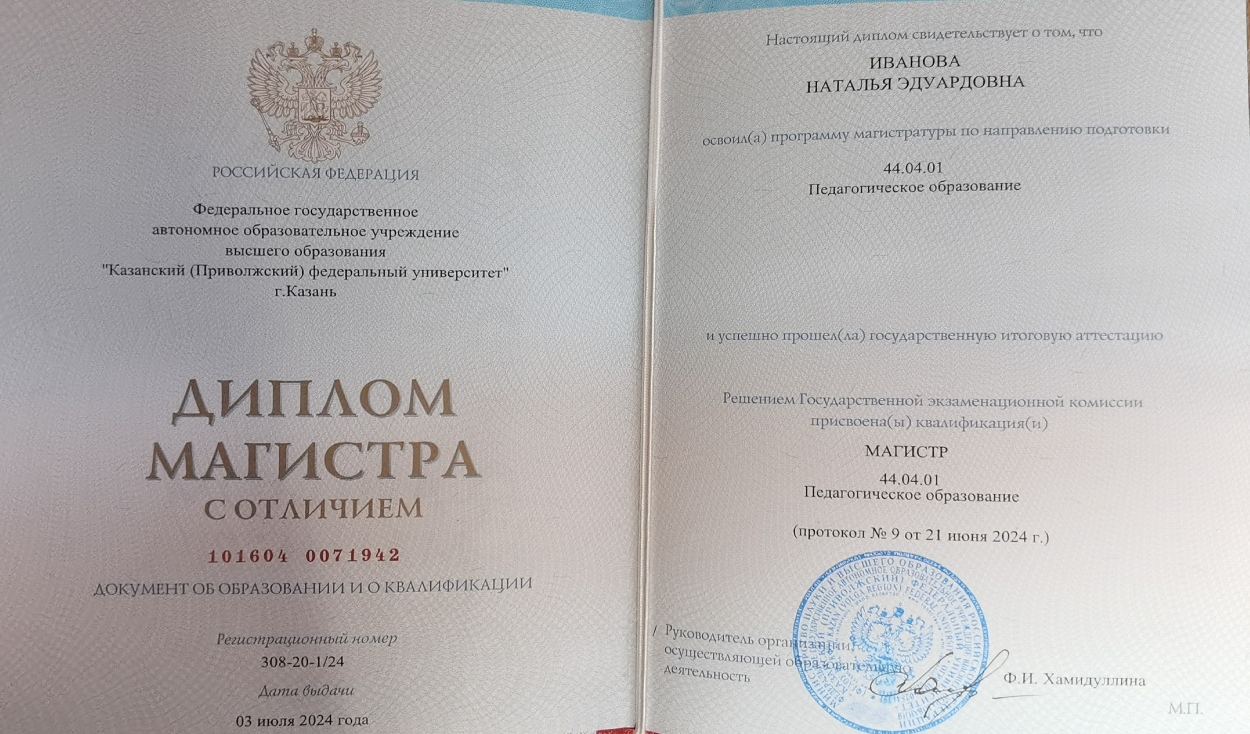 РОССИЙСКАЯ ФЕДЕРАЦИЯ
Федеральное государственное
автономное образовательное учреждение
высшего образования
"Казанский (Приволжский) федеральный университет"
г.Казань
ДИПЛОМ
МАГИСТРА
С ОТЛИЧИЕМ
101604 0071942
ДОКУМЕНТ ОБ ОБРАЗОВАНИИ И О КВАЛИФИКАЦИИ
Регистрационный номер
308-20-1/24
Дата выдачи
03 июля 2024 года
Настоящий диплом свидетельствует о том, что
ИВАНОВА
НАТАЛЬЯ ЭДУАРДОВНА
освоил(а) программу магистратуры по направлению подготовки
44.04.01
Педагогическое образование
и успешно прошел(ла) государственную итоговую аттестацию
Решением Государственной экзаменационной комиссии
присвоена(ы) квалификация(и)
МАГИСТР
44.04.01
Педагогическое образование
(протокол № 9 от 21 июня 2024 г.)
/ Руководитель организации,
осуществляющей образовательную
деятельность
Ф.И. Хамидуллина
М.П.